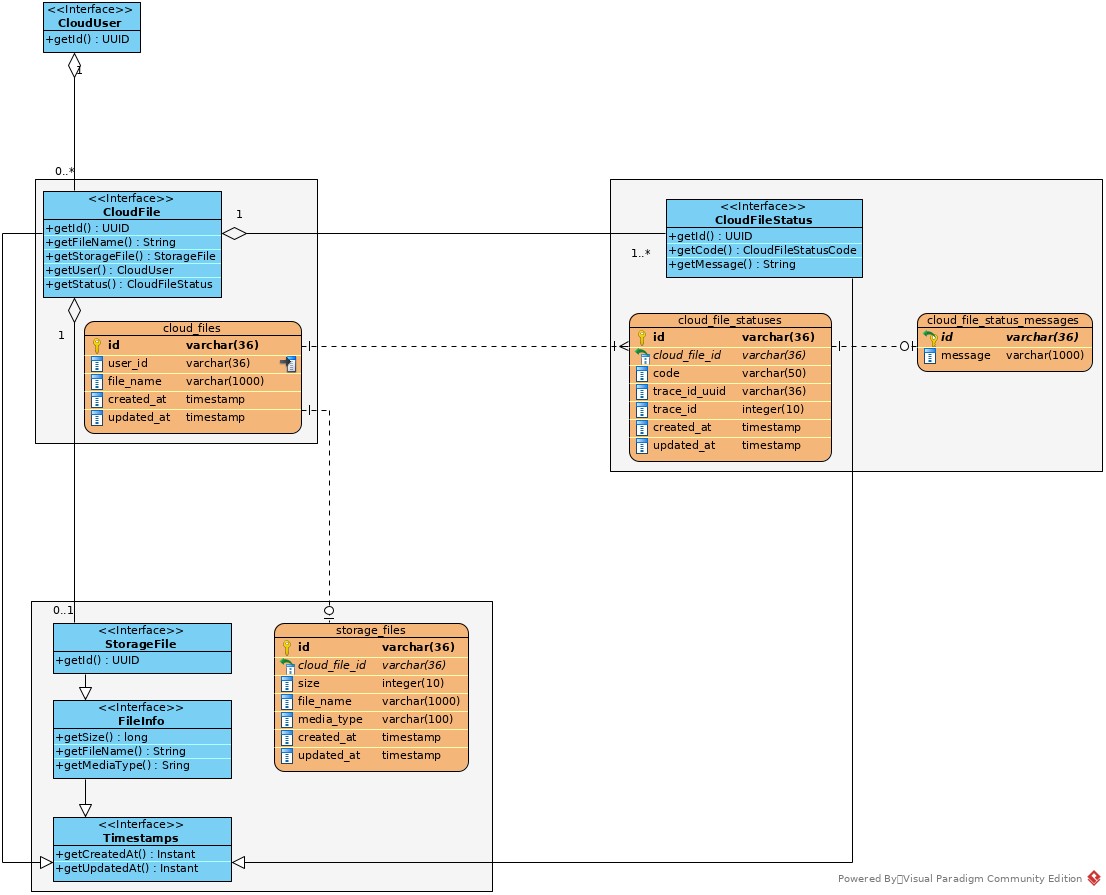 <<Interface>>
CloudUser
+getId() : UUID
1
0..*
<<Interface>>
CloudFile
+getId() : UUID
+getFileName() : String
+getStorageFile() : StorageFile
+getUser() : CloudUser
+getStatus() : CloudFileStatus
1
1..*
<<Interface>>
CloudFileStatus
+getId() : UUID
+getCode() : CloudFileStatusCode
+getMessage() : String
1
cloud_files
id varchar(36)
user_id varchar(36)
file_name varchar(1000)
created_at timestamp
updated_at timestamp
cloud_file_statuses
id varchar(36)
cloud_file_id varchar(36)
code varchar(50)
trace_id_uuid varchar(36)
trace_id integer(10)
created_at timestamp
updated_at timestamp
cloud_file_status_messages
id varchar(36)
message varchar(1000)
0..1
<<Interface>>
StorageFile
+getId() : UUID
<<Interface>>
FileInfo
+getSize() : long
+getFileName() : String
+getMediaType() : Sring
<<Interface>>
Timestamps
+getCreatedAt() : Instant
+getUpdatedAt() : Instant
storage_files
id varchar(36)
cloud_file_id varchar(36)
size integer(10)
file_name varchar(1000)
media_type varchar(100)
created_at timestamp
updated_at timestamp
Powered By▯Visual Paradigm Community Edition